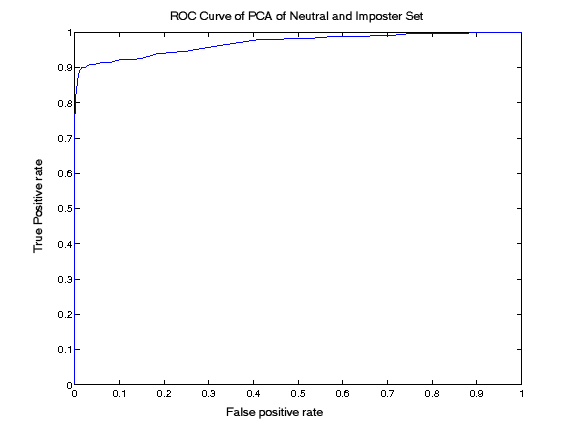 ROC Curve of PCA of Neutral and Imposter Set
1
0.9
0.8
0.7
0.6
0.5
0.4
0.3
0.2
0.1
0
True Positive rate
0 0.1 0.2 0.3 0.4 0.5 0.6 0.7 0.8 0.9 1
False positive rate